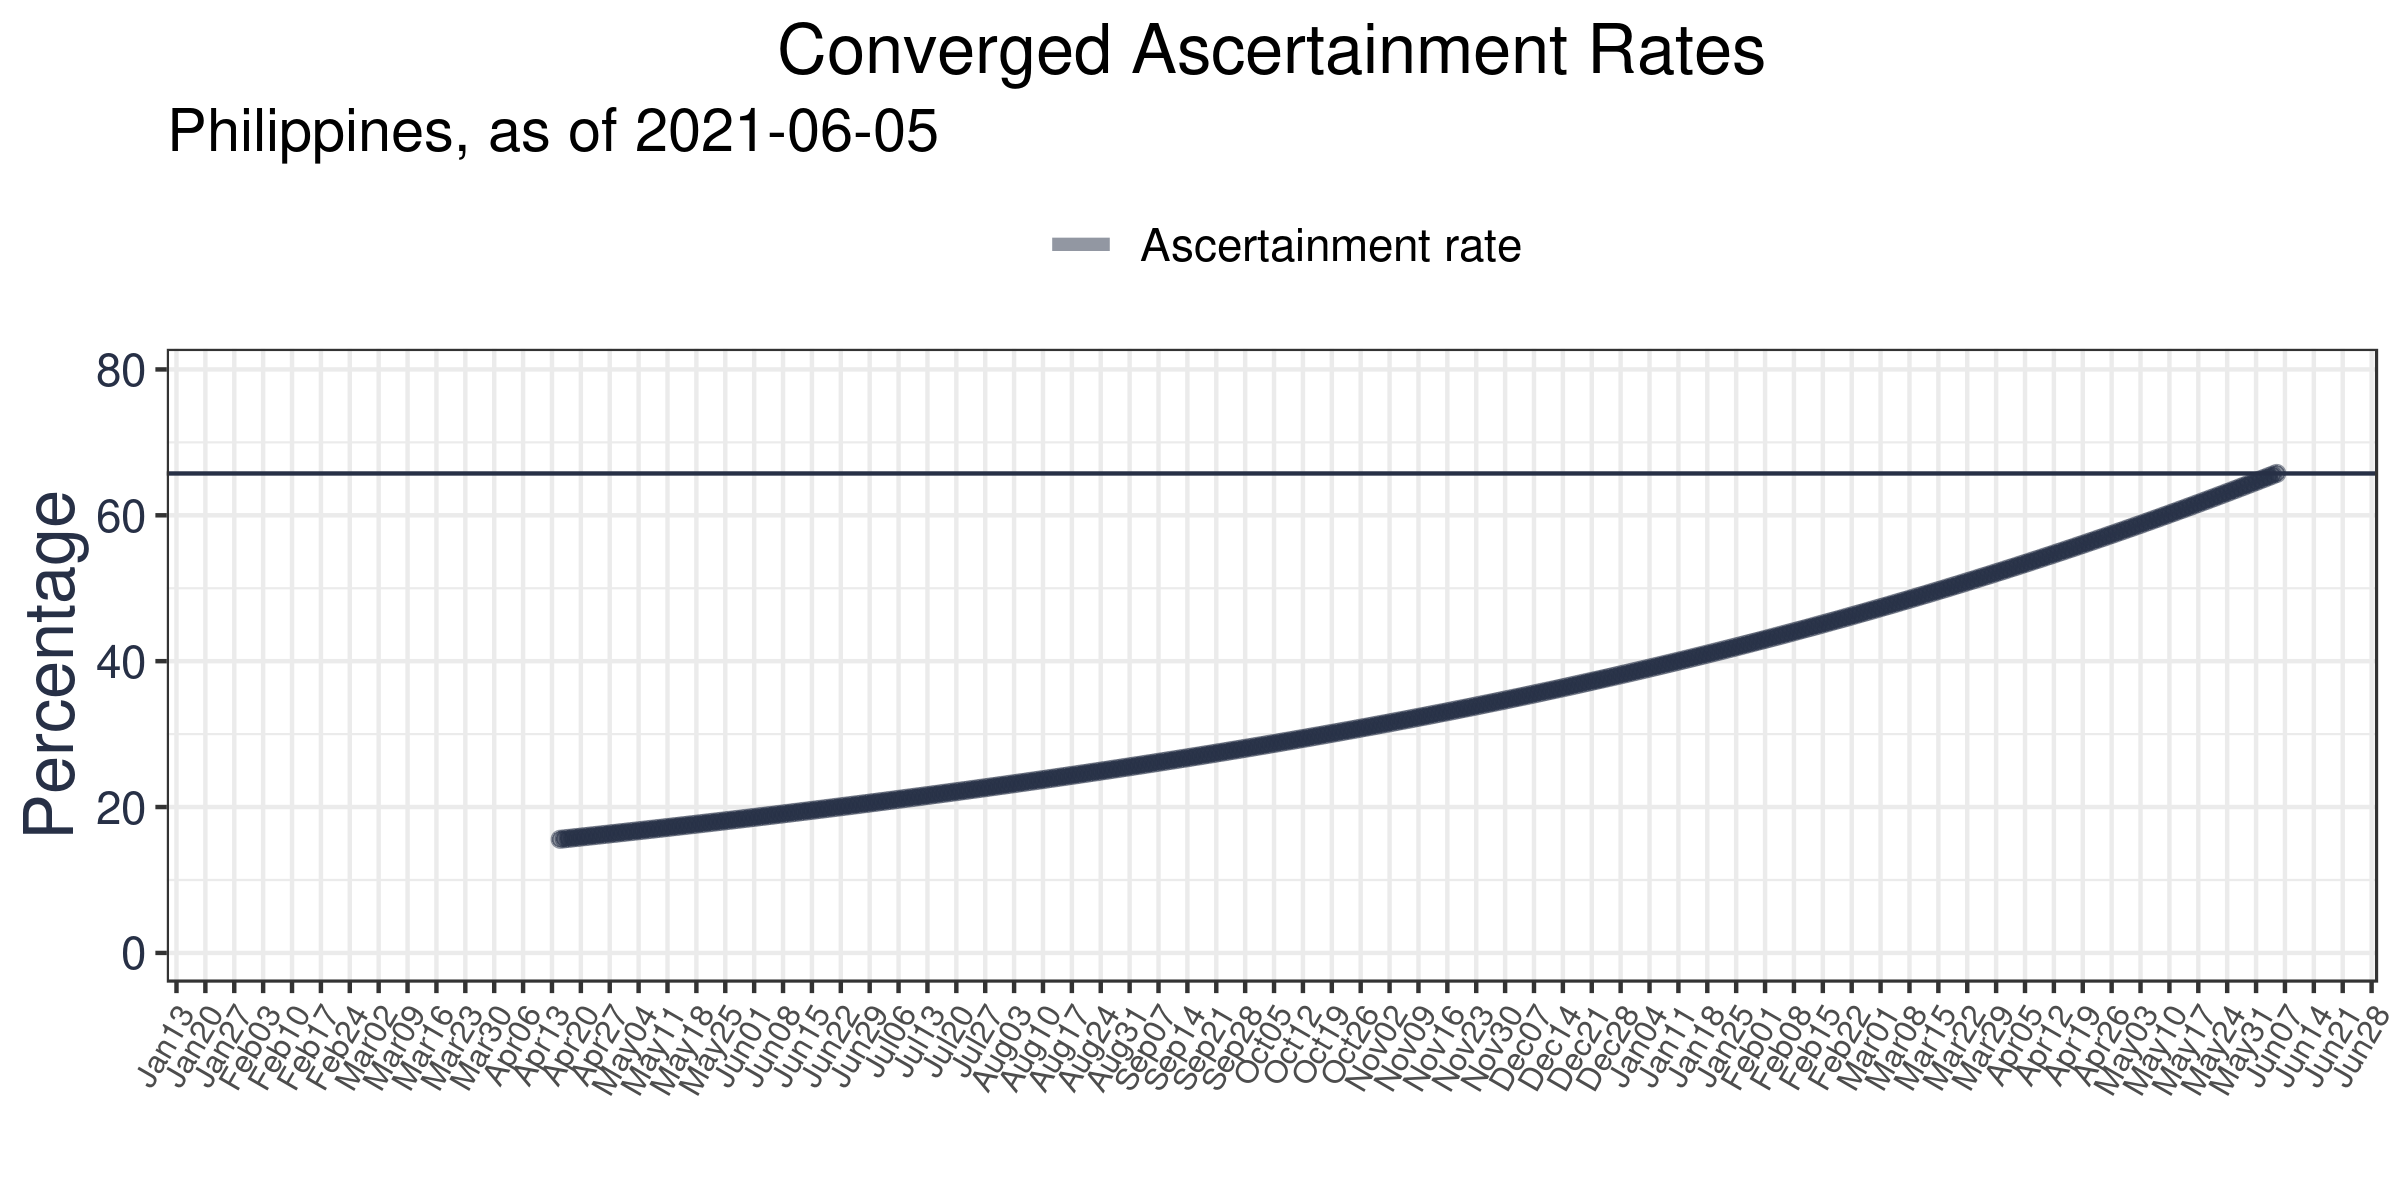 Converged Ascertainment Rates
Philippines, as of 2021-06-05
Ascertainment rate
Percentage
80
60
40
20
0
Jan13
Jan20
Jan27
Feb03
Feb10
Feb17
Feb24
Mar02
Mar09
Mar16
Mar23
Mar30
Apr06
Apr13
Apr20
Apr27
May04
May11
May18
May25
Jun01
Jun08
Jun15
Jun22
Jun29
Jul06
Jul13
Jul20
Jul27
Aug03
Aug10
Aug17
Aug24
Aug31
Sep07
Sep14
Sep21
Sep28
Oct05
Oct12
Oct19
Oct26
Nov02
Nov09
Nov16
Nov23
Nov30
Dec07
Dec14
Dec21
Dec28
Jan04
Jan11
Jan18
Jan25
Feb01
Feb08
Feb15
Feb22
Mar01
Mar08
Mar15
Mar22
Mar29
Apr05
Apr12
Apr19
Apr26
May03
May10
May17
May24
May31
Jun07
Jun14
Jun21
Jun28